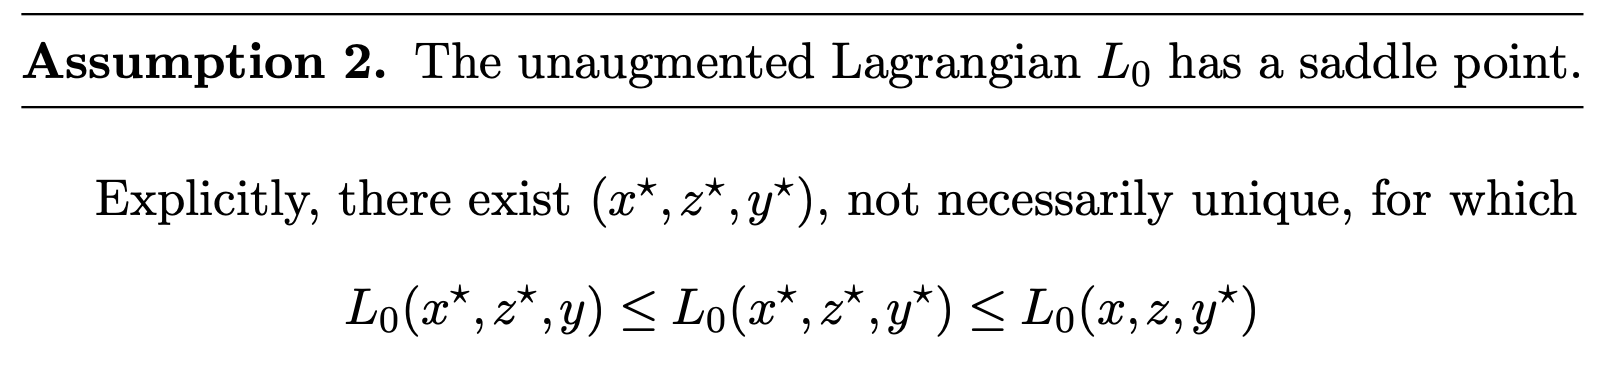 Assumption 2. The unaugmented Lagrangian L₀ has a saddle point.
Explicitly, there exist (x⋆, z⋆, y⋆), not necessarily unique, for which
L₀(x⋆, z⋆, y) ≤ L₀(x⋆, z⋆, y⋆) ≤ L₀(x, z, y⋆)